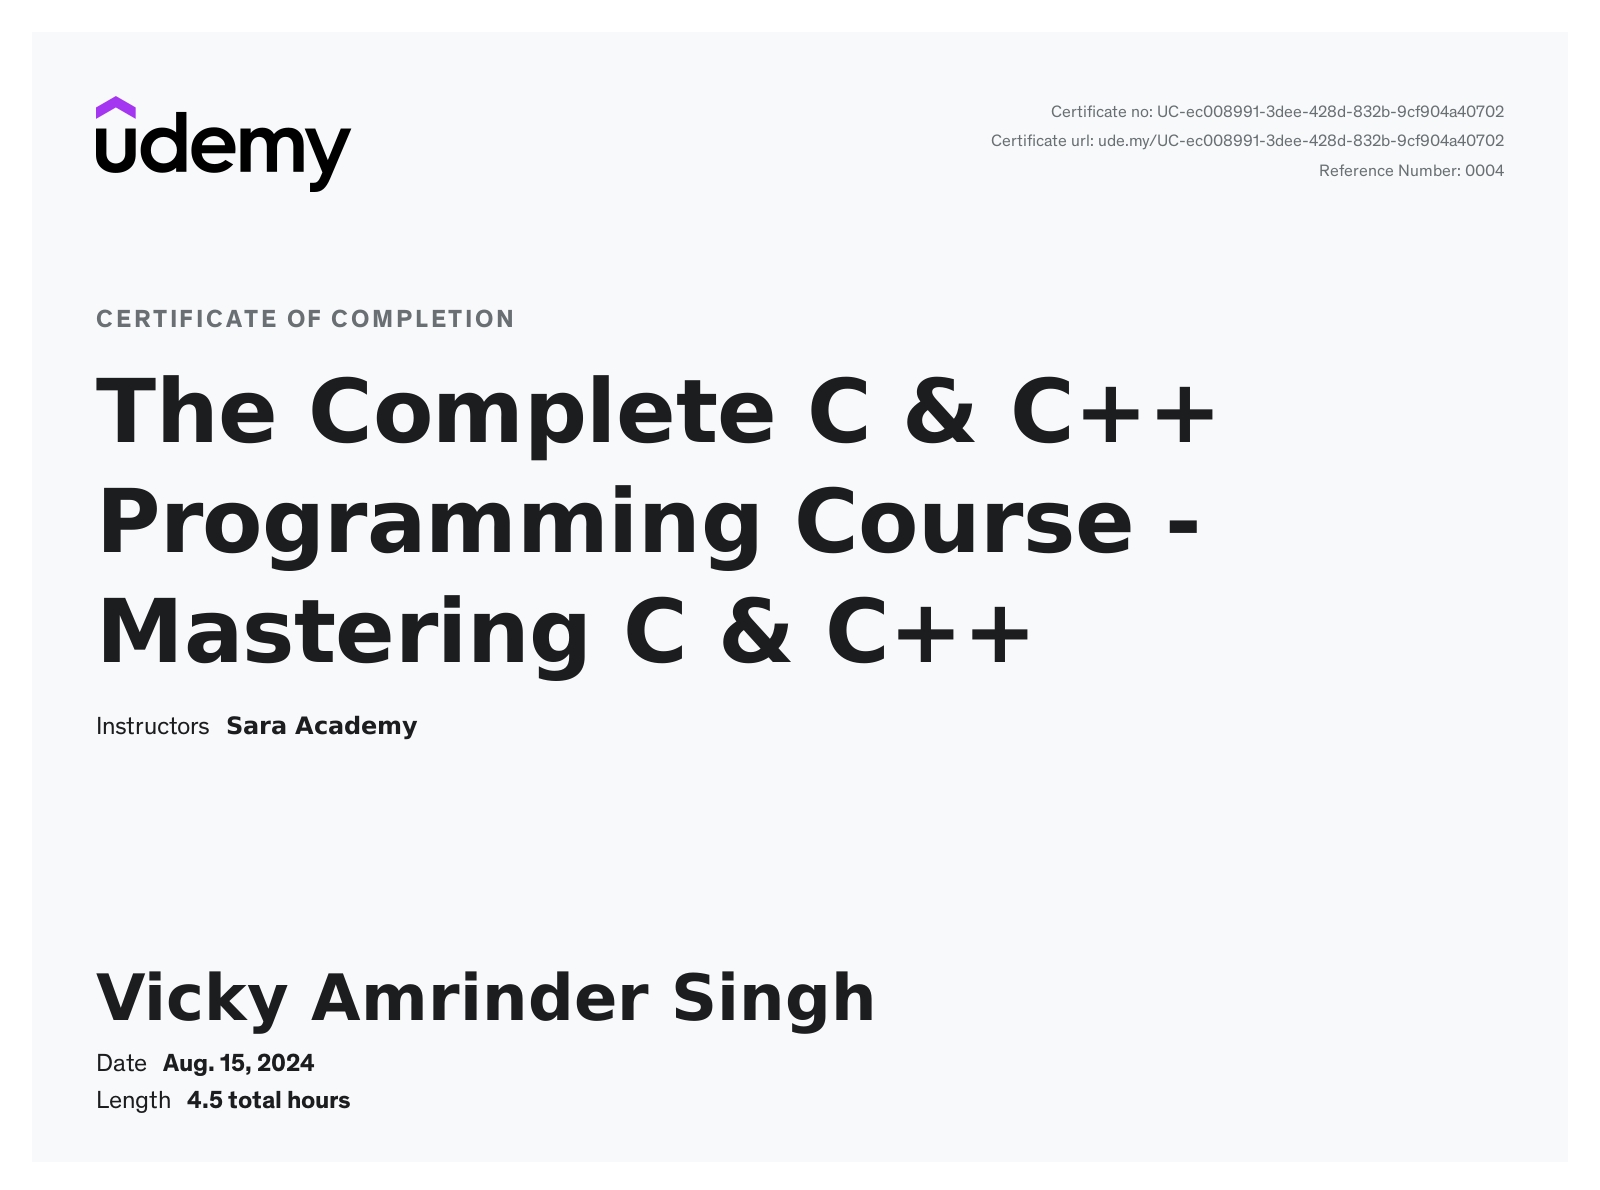 udemy
Certificate no: UC-ec008991-3dee-428d-832b-9cf904a40702
Certificate url: ude.my/UC-ec008991-3dee-428d-832b-9cf904a40702
Reference Number: 0004
CERTIFICATE OF COMPLETION
The Complete C & C++
Programming Course -
Mastering C & C++
Instructors Sara Academy
Vicky Amrinder Singh
Date Aug. 15, 2024
Length 4.5 total hours